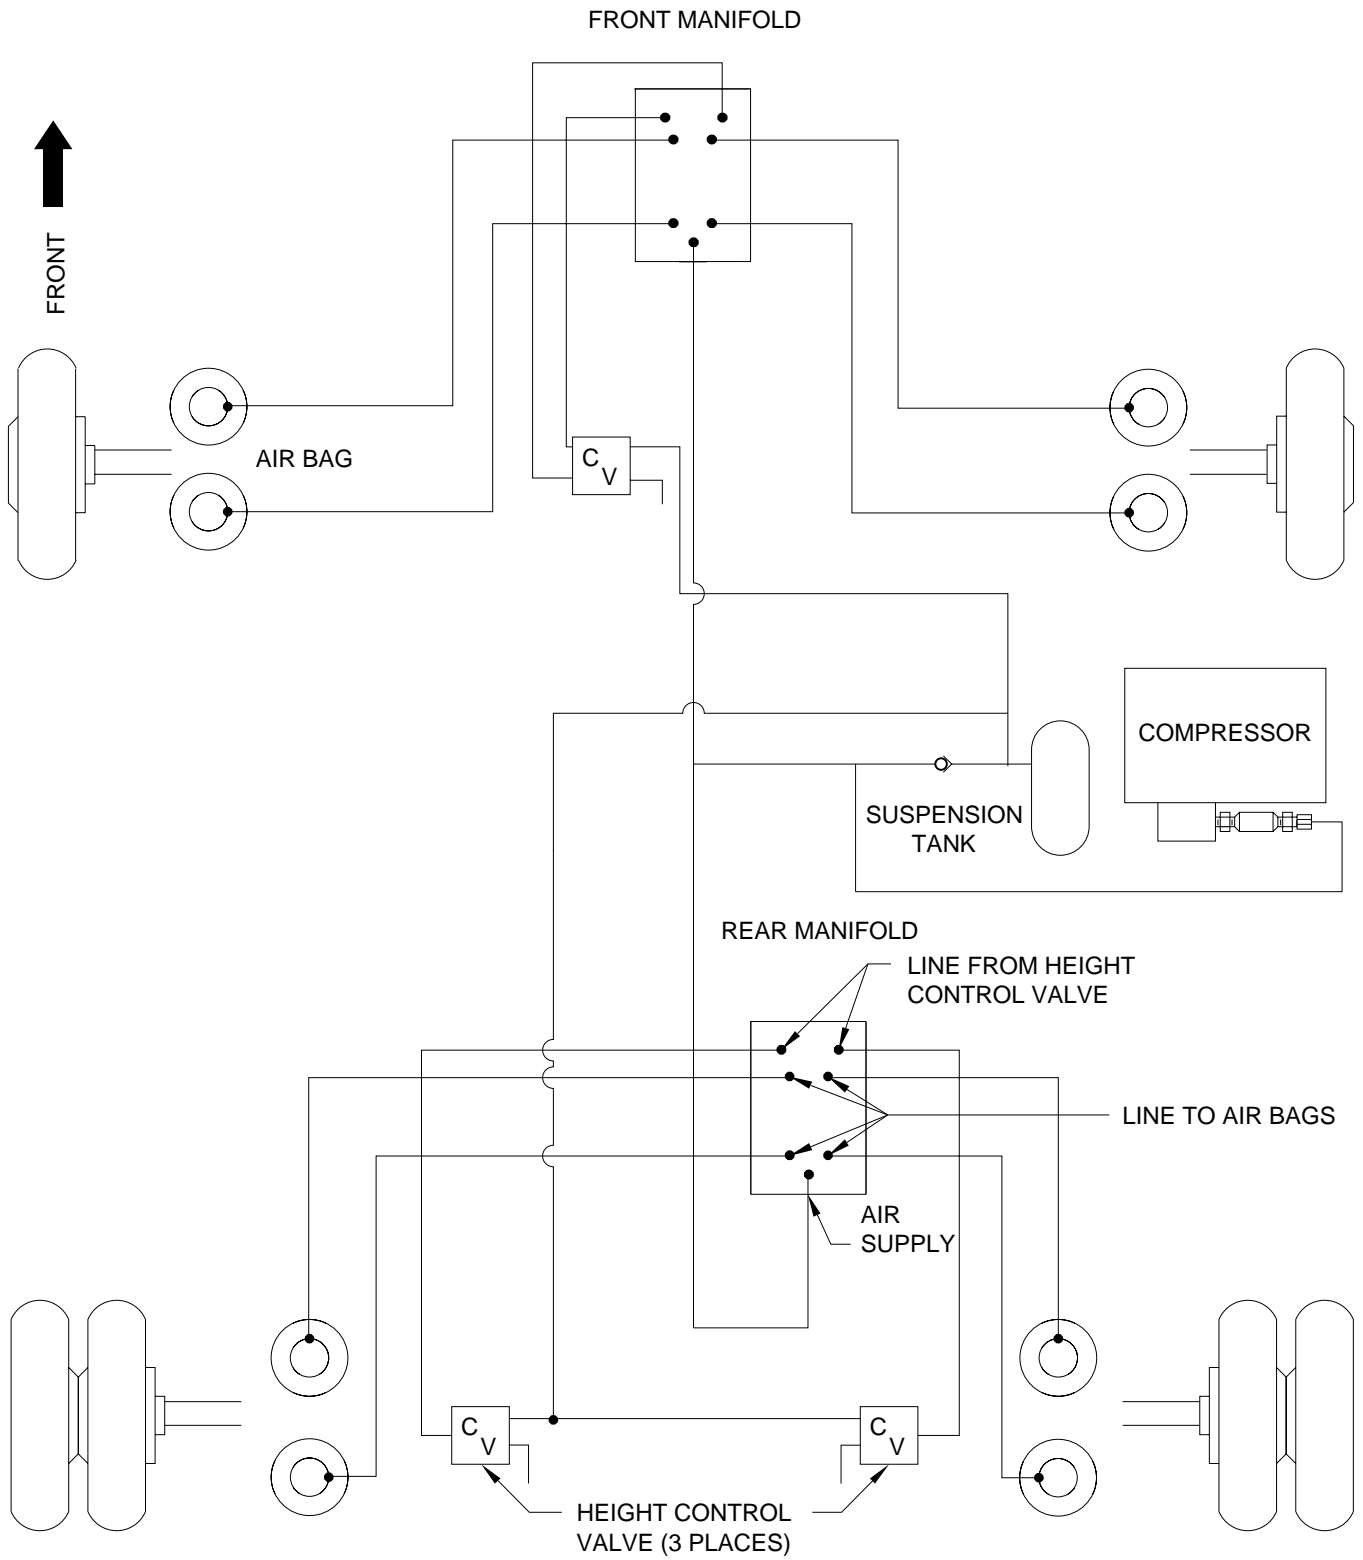 FRONT MANIFOLD
FRONT
AIR BAG
C
V
COMPRESSOR
SUSPENSION
TANK
REAR MANIFOLD
LINE FROM HEIGHT
CONTROL VALVE
LINE TO AIR BAGS
AIR
SUPPLY
C
V
C
V
HEIGHT CONTROL
VALVE (3 PLACES)